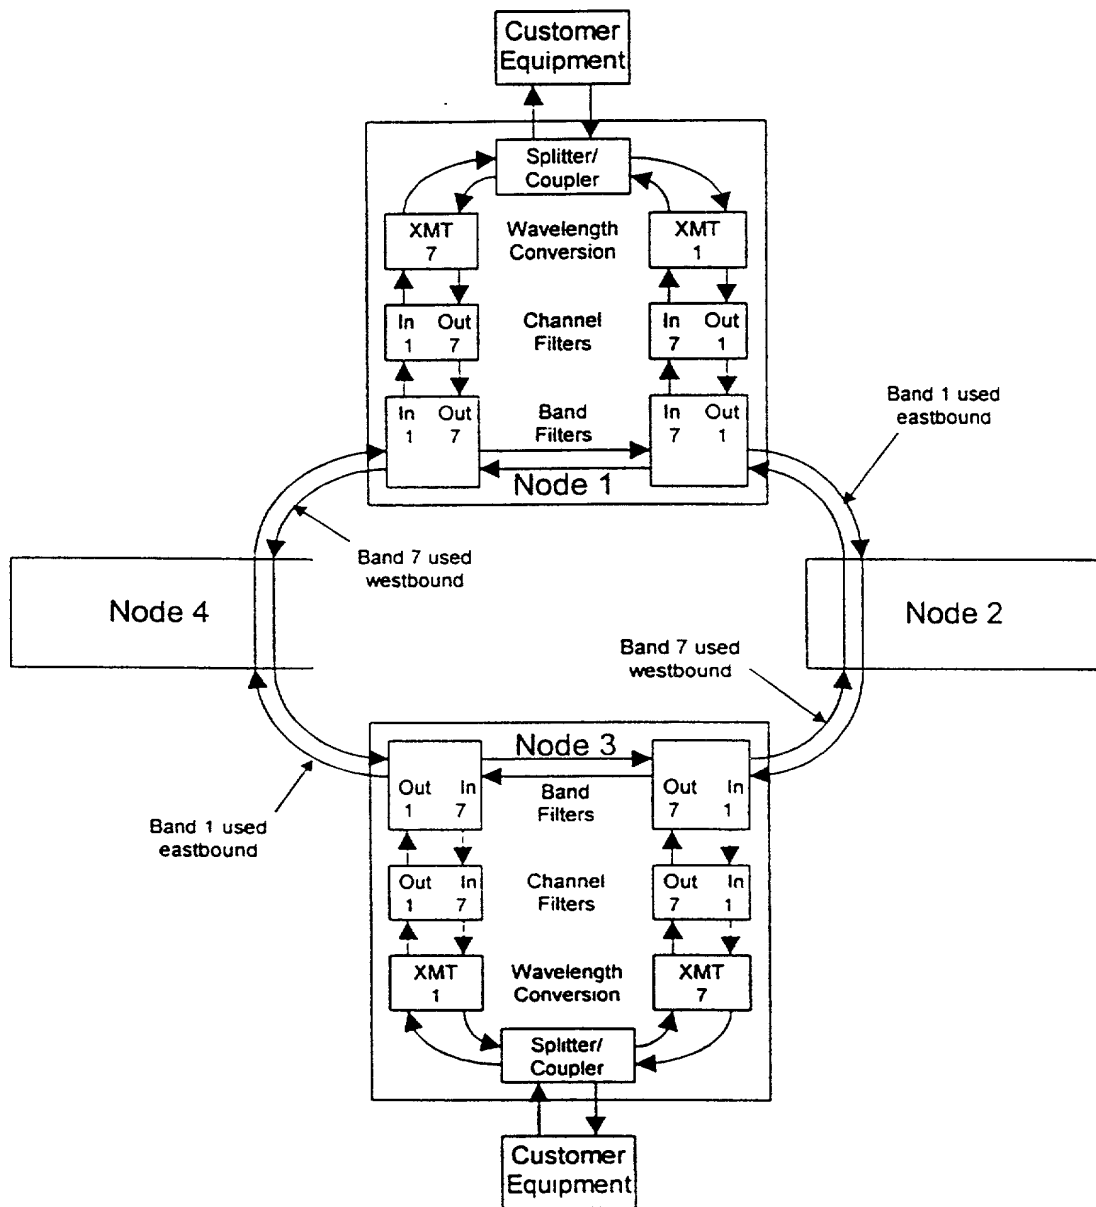 Customer
Equipment
Splitter/
Coupler
XMT
7
Wavelength
Conversion
XMT
1
In Out
1 7
Channel
Filters
In Out
7 1
In Out
1 7
Band
Filters
In Out
7 1
Node 1
Band 1 used
eastbound
Band 7 used
westbound
Node 4
Node 2
Band 7 used
westbound
Node 3
Out In
1 7
Band
Filters
Out In
7 1
Band 1 used
eastbound
Out In
1 7
Channel
Filters
Out In
7 1
XMT
1
Wavelength
Conversion
XMT
7
Splitter/
Coupler
Customer
Equipment